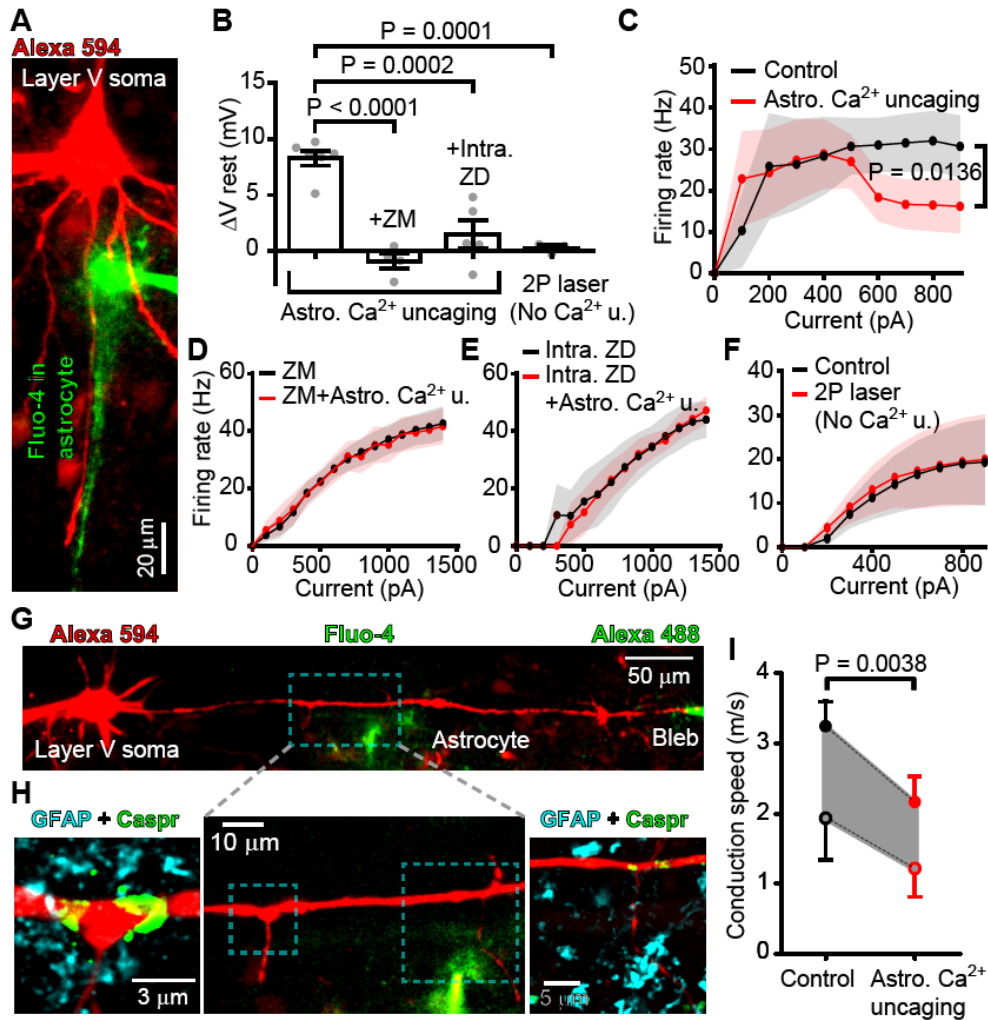 A
Alexa 594
Layer V soma
Fluo-4 in
astrocyte
20 μm
B
P = 0.0001
P = 0.0002
P < 0.0001
15
10
5
0
ΔV rest (mV)
+ZM
+Intra.
ZD
Astro. Ca²⁺ uncaging
2P laser
(No Ca²⁺ u.)
C
Control
Astro. Ca²⁺ uncaging
50
40
30
20
10
0
Firing rate (Hz)
P = 0.0136
0 200 400 600 800
Current (pA)
D
ZM
ZM+Astro. Ca²⁺ u.
60
40
20
0
Firing rate (Hz)
0 500 1000 1500
Current (pA)
E
Intra. ZD
Intra. ZD
+Astro. Ca²⁺ u.
60
40
20
0
0 500 1000 1500
Current (pA)
F
Control
2P laser
(No Ca²⁺ u.)
40
30
20
10
0
0 200 400 600 800
Current (pA)
G
Alexa 594
Fluo-4
Alexa 488
50 μm
Layer V soma
Astrocyte
Bleb
H
GFAP + Caspr
3 μm
10 μm
GFAP + Caspr
5 μm
I
P = 0.0038
4
3
2
1
0
Conduction speed (m/s)
Control
Astro. Ca²⁺
uncaging